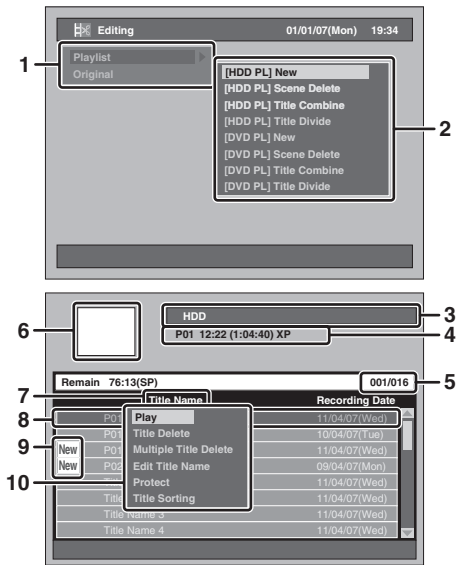 Editing 01/01/07(Mon) 19:34
Playlist
Original
1
[HDD PL] New
[HDD PL] Scene Delete
[HDD PL] Title Combine
[HDD PL] Title Divide
[DVD PL] New
[DVD PL] Scene Delete
[DVD PL] Title Combine
[DVD PL] Title Divide
2
HDD
3
P01 12:22 (1:04:40) XP
4
6
Remain 76:13(SP) 001/016
5
7
Title Name Recording Date
8
P01 11/04/07(Wed)
P01 10/04/07(Tue)
9
New P01 11/04/07(Wed)
New P02 09/04/07(Mon)
10
11/04/07(Wed)
Title 11/04/07(Wed)
Title Name 3 11/04/07(Wed)
Title Name 4 11/04/07(Wed)
Play
Title Delete
Multiple Title Delete
Edit Title Name
Protect
Title Sorting